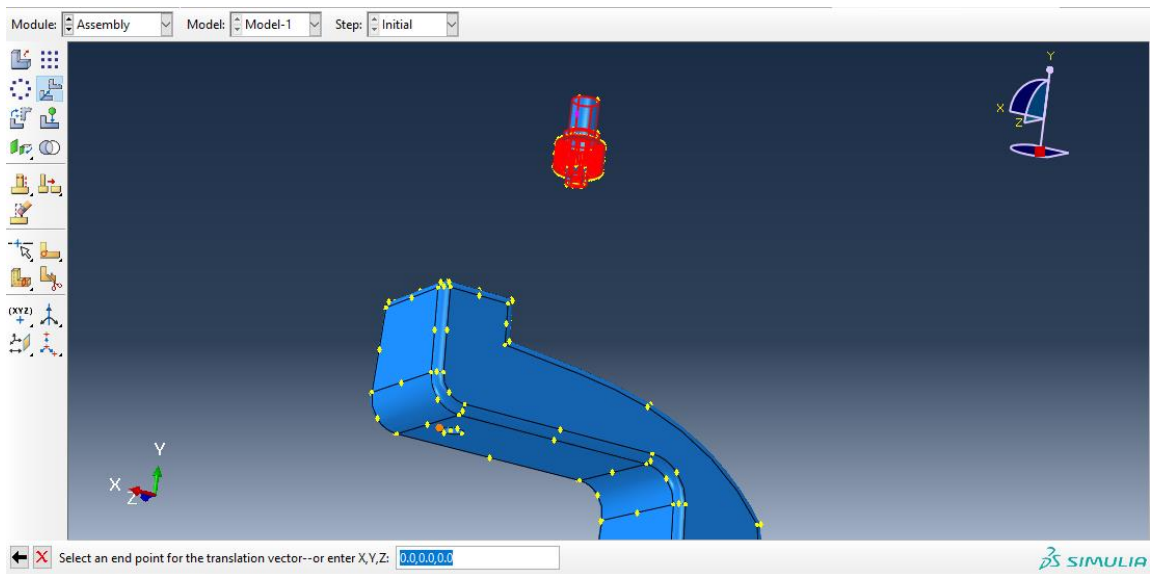 Module: Assembly Model: Model-1 Step: Initial
(XYZ)
Y
X
Z
Y
X
Z
Select an end point for the translation vector--or enter X,Y,Z: 0.0,0.0,0.0
3S SIMULIA